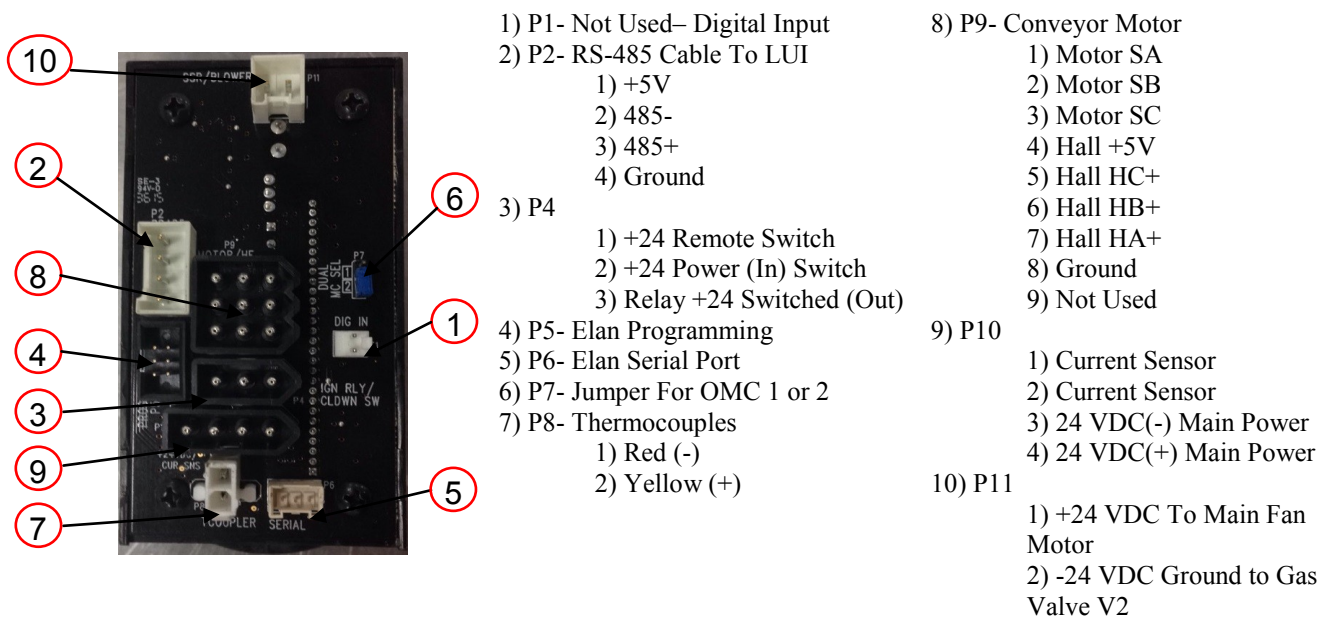 10
2
8
4
3
9
7
6
1
5
SSR/BLOWER
P11
P2
P9
MOTOR/HE
DUAL
MC SEL
1
2
P7
DIG IN
IGN RLY/
CLDWN SW
P4
CUR SNS
P8
SERIAL
P6
1) P1- Not Used– Digital Input
2) P2- RS-485 Cable To LUI
1) +5V
2) 485-
3) 485+
4) Ground
3) P4
1) +24 Remote Switch
2) +24 Power (In) Switch
3) Relay +24 Switched (Out)
4) P5- Elan Programming
5) P6- Elan Serial Port
6) P7- Jumper For OMC 1 or 2
7) P8- Thermocouples
1) Red (-)
2) Yellow (+)
8) P9- Conveyor Motor
1) Motor SA
2) Motor SB
3) Motor SC
4) Hall +5V
5) Hall HC+
6) Hall HB+
7) Hall HA+
8) Ground
9) Not Used
9) P10
1) Current Sensor
2) Current Sensor
3) 24 VDC(-) Main Power
4) 24 VDC(+) Main Power
10) P11
1) +24 VDC To Main Fan
Motor
2) -24 VDC Ground to Gas
Valve V2